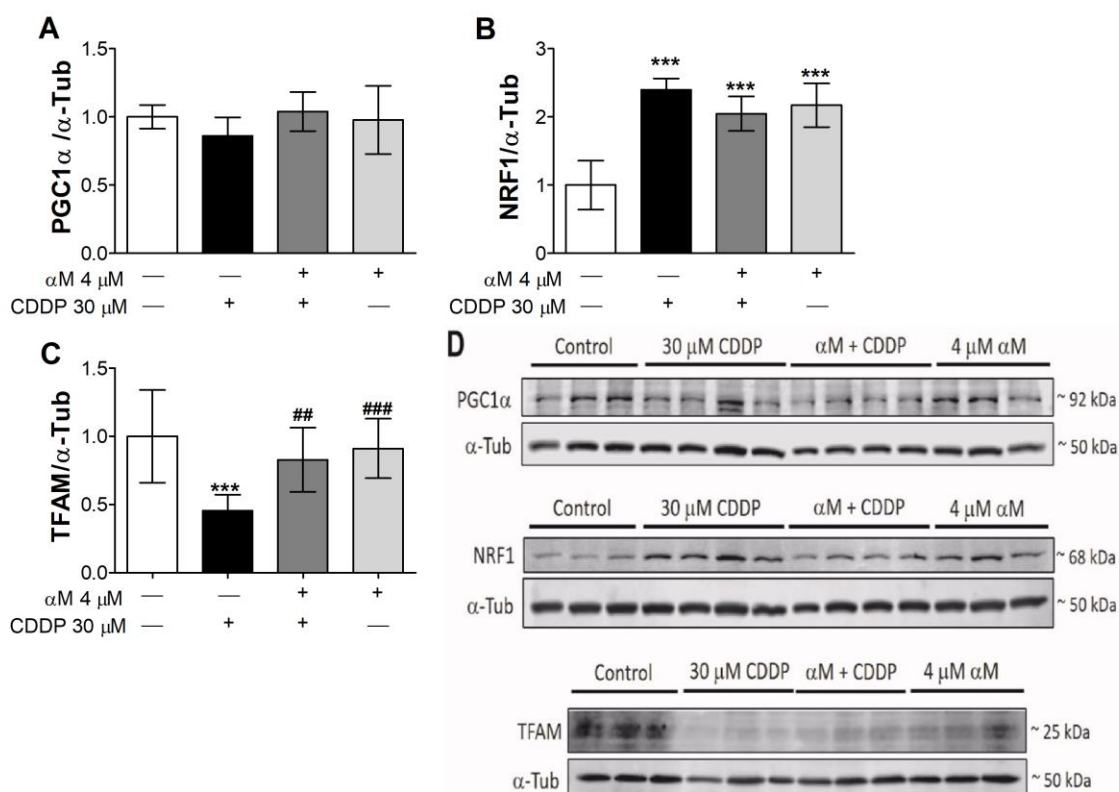 A
PGC1α /α-Tub
1.5
1.0
0.5
0.0
αM 4 μM — — + +
CDDP 30 μM — + + —
B
NRF1/α-Tub
3
2
1
0
*** *** ***
αM 4 μM — — + +
CDDP 30 μM — + + —
C
TFAM/α-Tub
1.5
1.0
0.5
0.0
*** ## ###
αM 4 μM — — + +
CDDP 30 μM — + + —
D
Control 30 μM CDDP αM + CDDP 4 μM αM
PGC1α ~ 92 kDa
α-Tub ~ 50 kDa
Control 30 μM CDDP αM + CDDP 4 μM αM
NRF1 ~ 68 kDa
α-Tub ~ 50 kDa
Control 30 μM CDDP αM + CDDP 4 μM αM
TFAM ~ 25 kDa
α-Tub ~ 50 kDa